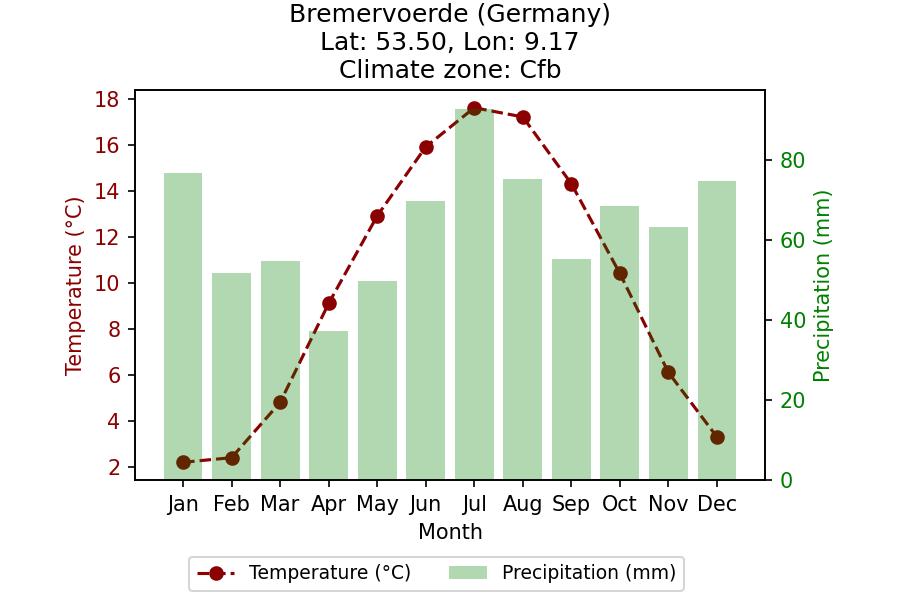 Bremervoerde (Germany)
Lat: 53.50, Lon: 9.17
Climate zone: Cfb
18
16
14
12
10
8
6
4
2
Temperature (°C)
80
60
40
20
0
Precipitation (mm)
Jan Feb Mar Apr May Jun Jul Aug Sep Oct Nov Dec
Month
Temperature (°C) Precipitation (mm)